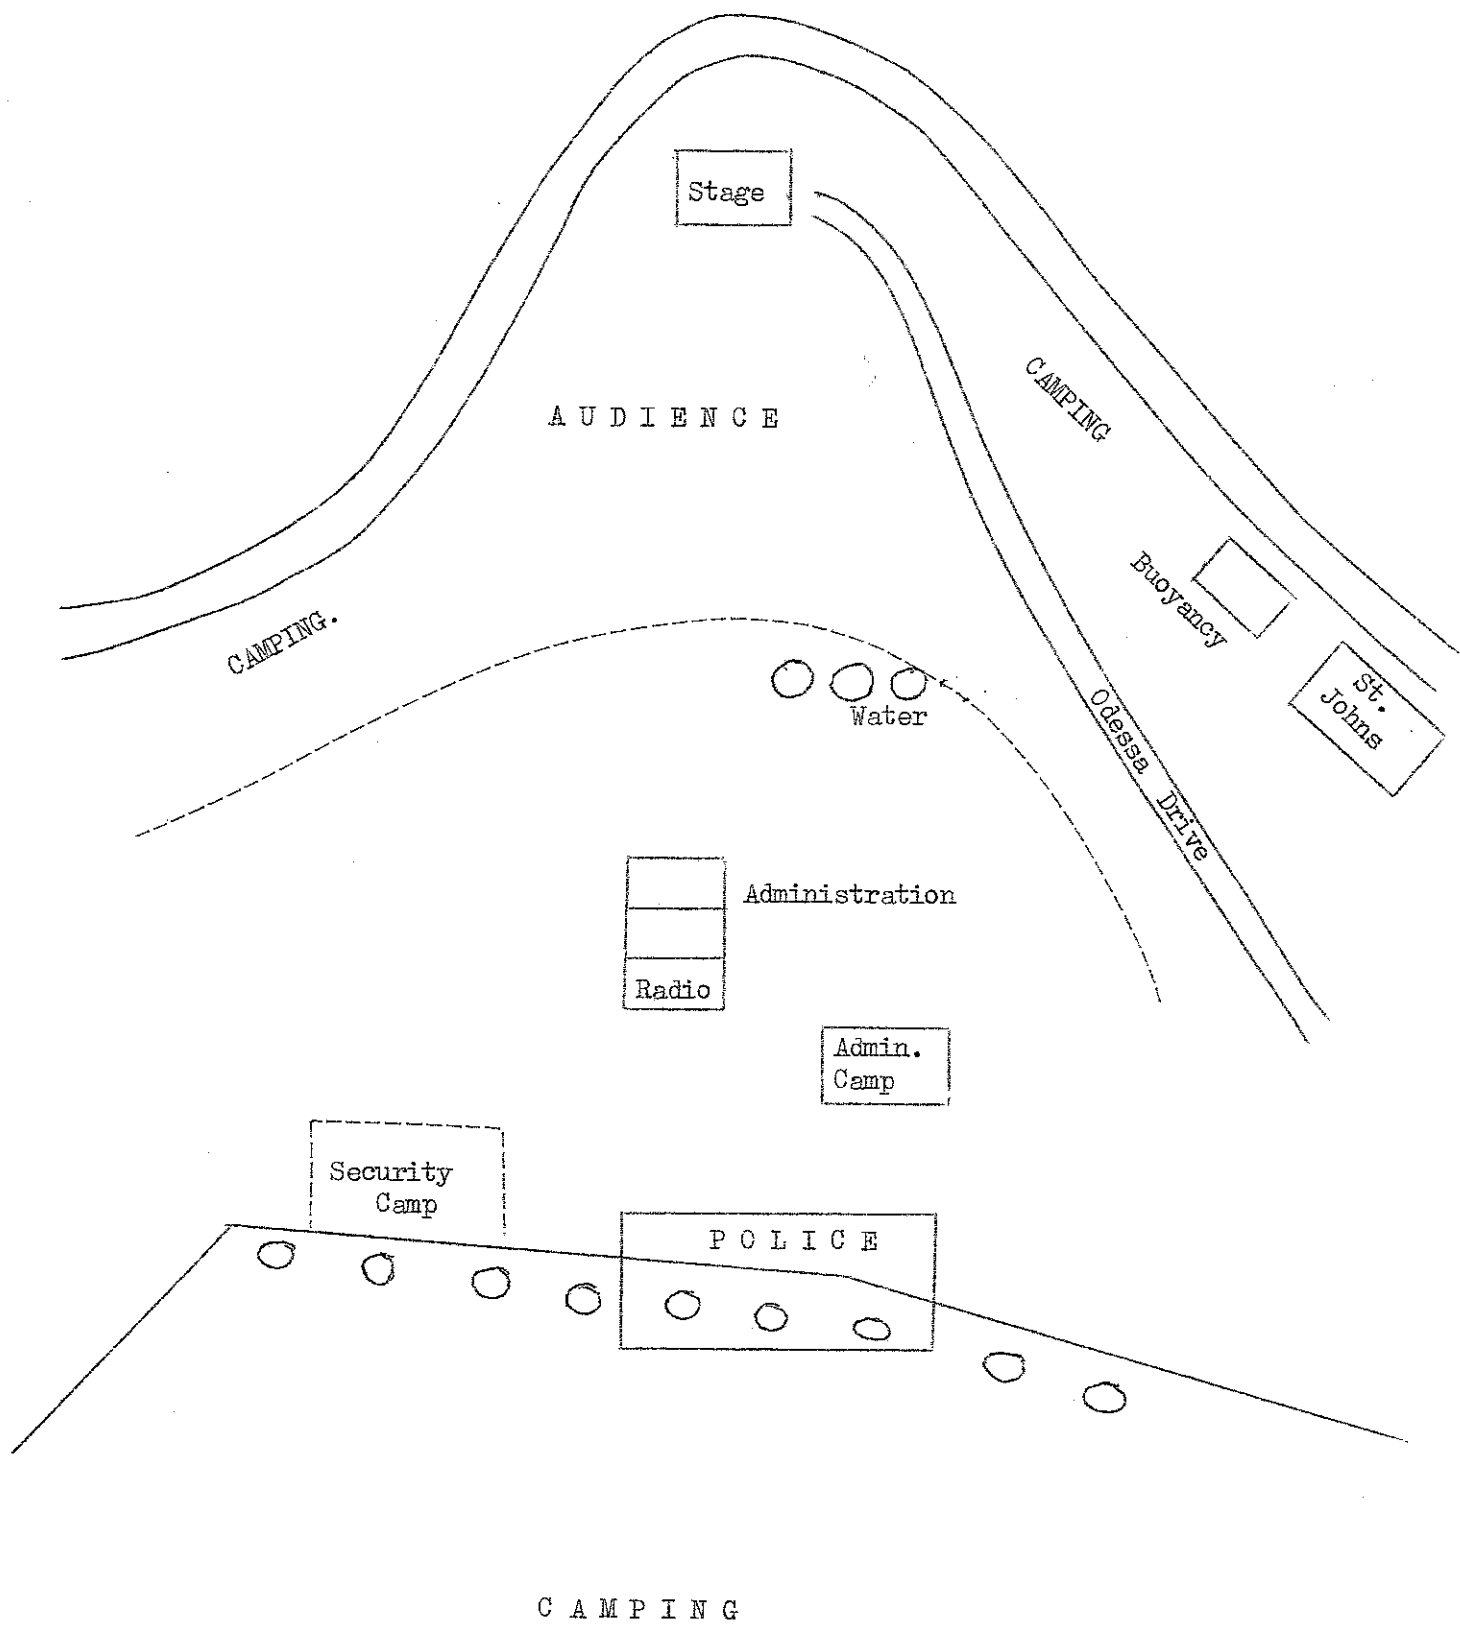 Stage
CAMPING
AUDIENCE
Buoyancy
CAMPING.
St.
Johns
Water
Odessa Drive
Administration
Radio
Admin.
Camp
Security
Camp
POLICE
CAMPING